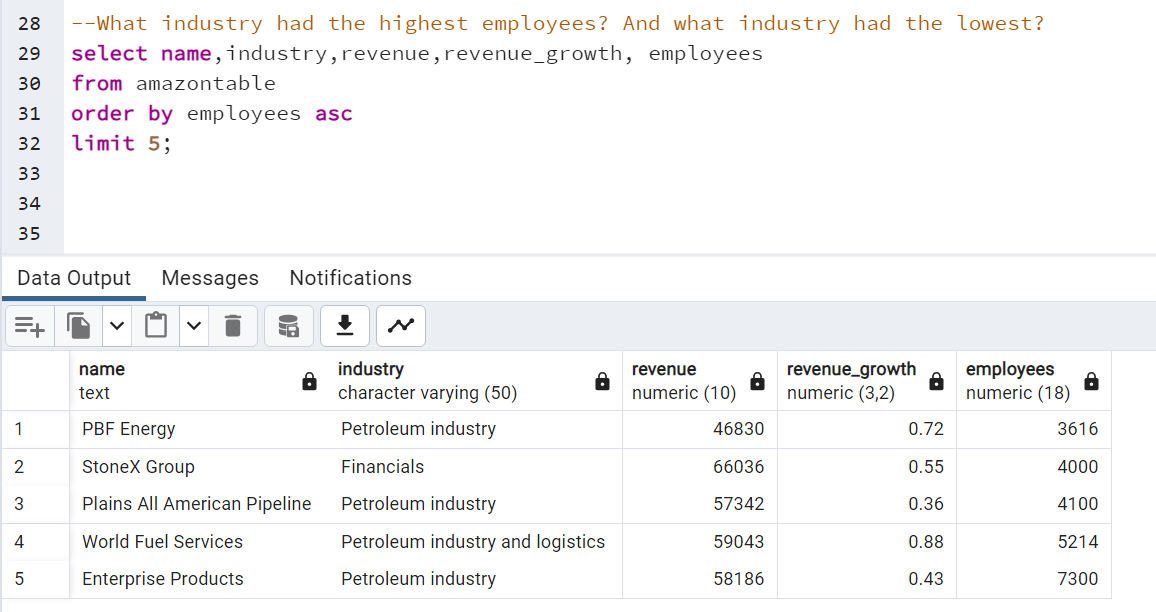 28 --What industry had the highest employees? And what industry had the lowest?
29 select name,industry,revenue,revenue_growth, employees
30 from amazontable
31 order by employees asc
32 limit 5;
33
34
35
Data Output Messages Notifications
name industry revenue revenue_growth employees
text character varying (50) numeric (10) numeric (3,2) numeric (18)
1 PBF Energy Petroleum industry 46830 0.72 3616
2 StoneX Group Financials 66036 0.55 4000
3 Plains All American Pipeline Petroleum industry 57342 0.36 4100
4 World Fuel Services Petroleum industry and logistics 59043 0.88 5214
5 Enterprise Products Petroleum industry 58186 0.43 7300